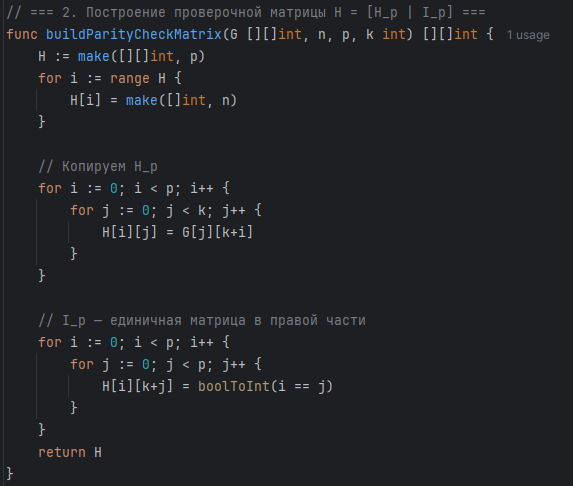 // === 2. Построение проверочной матрицы H = [H_p | I_p] ===
func buildParityCheckMatrix(G [][]int, n, p, k int) [][]int { 1 usage
    H := make([][]int, p)
    for i := range H {
        H[i] = make([]int, n)
    }

    // Копируем H_p
    for i := 0; i < p; i++ {
        for j := 0; j < k; j++ {
            H[i][j] = G[j][k+i]
        }
    }

    // I_p — единичная матрица в правой части
    for i := 0; i < p; i++ {
        for j := 0; j < p; j++ {
            H[i][k+j] = boolToInt(i == j)
        }
    }
    return H
}